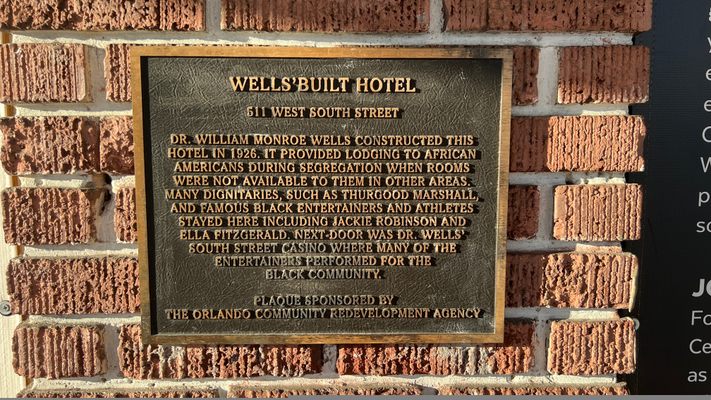 WELLS'BUILT HOTEL
511 WEST SOUTH STREET
DR. WILLIAM MONROE WELLS CONSTRUCTED THIS
HOTEL IN 1926. IT PROVIDED LODGING TO AFRICAN
AMERICANS DURING SEGREGATION WHEN ROOMS
WERE NOT AVAILABLE TO THEM IN OTHER AREAS.
MANY DIGNITARIES, SUCH AS THURGOOD MARSHALL,
AND FAMOUS BLACK ENTERTAINERS AND ATHLETES
STAYED HERE INCLUDING JACKIE ROBINSON AND
ELLA FITZGERALD. NEXT-DOOR WAS DR. WELLS'
SOUTH STREET CASINO WHERE MANY OF THE
ENTERTAINERS PERFORMED FOR THE
BLACK COMMUNITY.
PLAQUE SPONSORED BY
THE ORLANDO COMMUNITY REDEVELOPMENT AGENCY
as